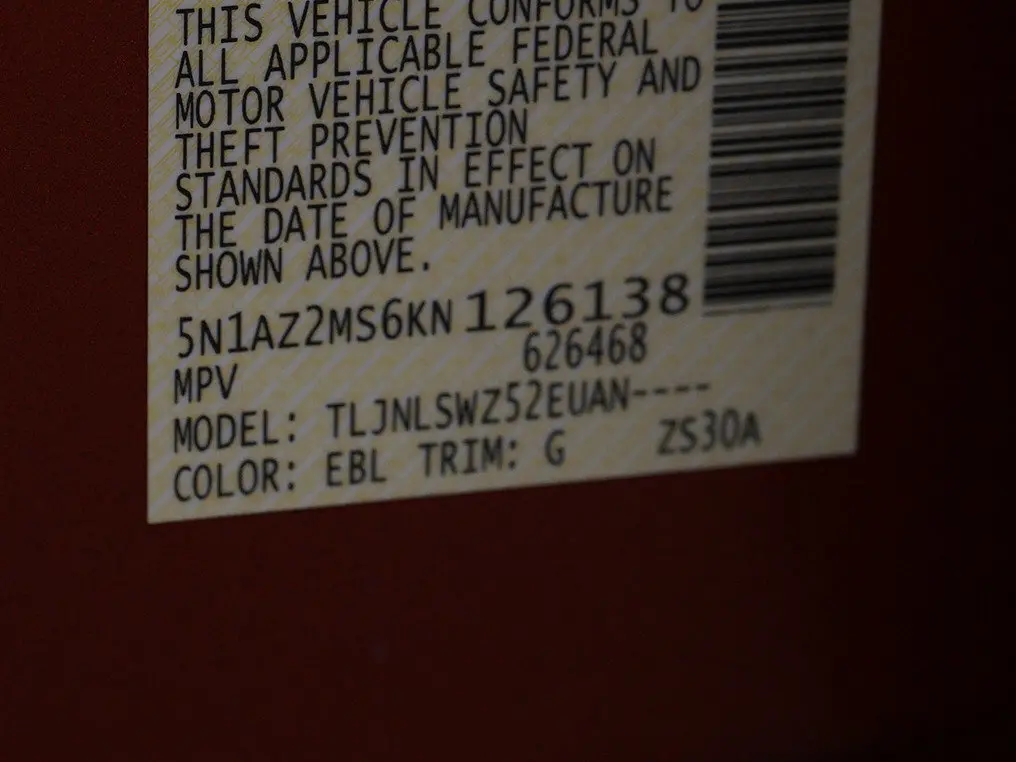 THIS VEHICLE CONFORMS TO
ALL APPLICABLE FEDERAL
MOTOR VEHICLE SAFETY AND
THEFT PREVENTION
STANDARDS IN EFFECT ON
THE DATE OF MANUFACTURE
SHOWN ABOVE.
5N1AZ2MS6KN126138
626468
MPV
MODEL: TLJNLSWZ52EUAN----
COLOR: EBL TRIM: G ZS30A